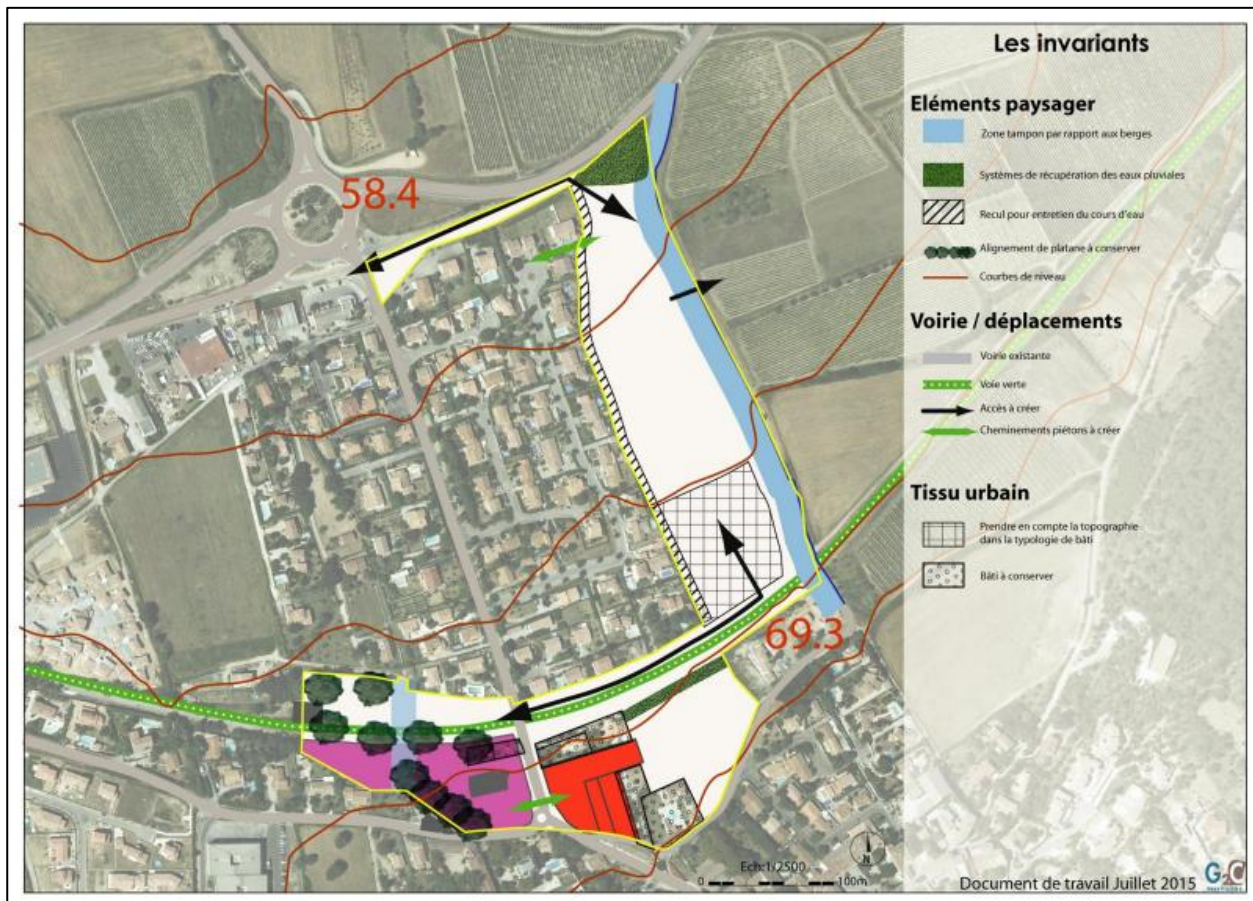 Les invariants
Eléments paysager
Zone tampon par rapport aux berges
Systèmes de récupération des eaux pluviales
Recul pour entretien du cours d'eau
Alignement de platane à conserver
Courbes de niveau
Voirie / déplacements
Voirie existante
Voie verte
Accès à créer
Cheminements piétons à créer
Tissu urbain
Prendre en compte la topographie
dans la typologie de bâti
Bâti à conserver
58.4
69.3
Ech:1/2500
0 100m
N
Document de travail Juillet 2015
G2C